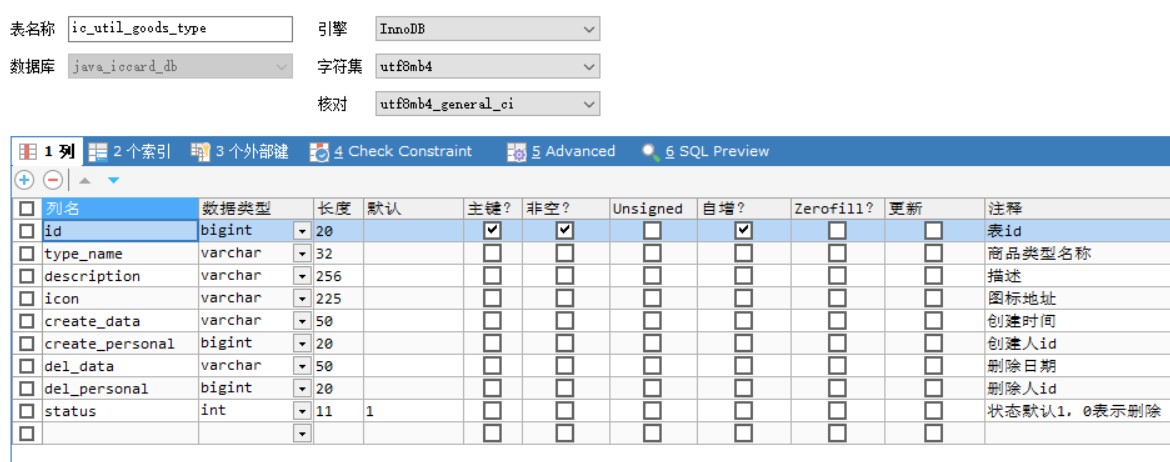 表名称 ic_util_goods_type 引擎 InnoDB
数据库 java_iccard_db 字符集 utf8mb4
核对 utf8mb4_general_ci
1 列 2 个索引 3 个外部键 4 Check Constraint 5 Advanced 6 SQL Preview
列名 数据类型 长度 默认 主键? 非空? Unsigned 自增? Zerofill? 更新 注释
id bigint 20 表id
type_name varchar 32 商品类型名称
description varchar 256 描述
icon varchar 225 图标地址
create_data varchar 50 创建时间
create_personal bigint 20 创建人id
del_data varchar 50 删除日期
del_personal bigint 20 删除人id
status int 11 1 状态默认1, 0表示删除